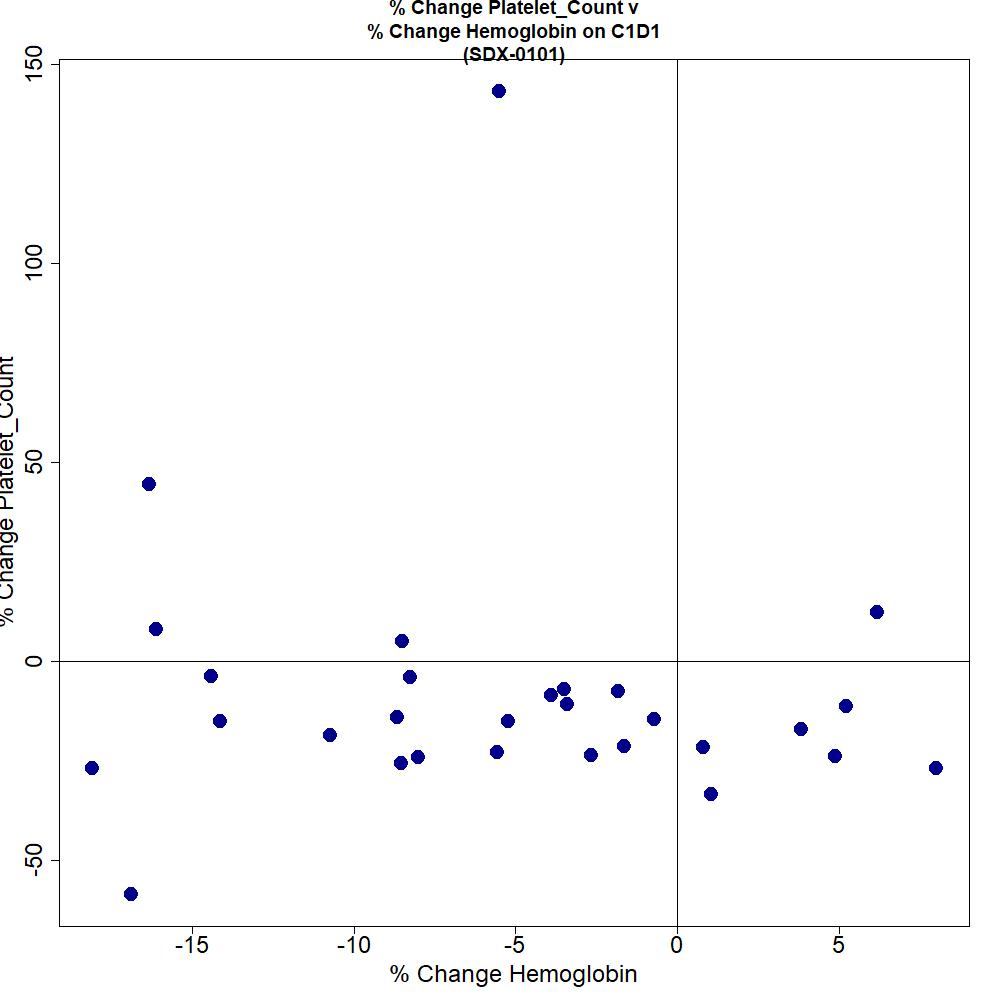 % Change Platelet_Count v
% Change Hemoglobin on C1D1
(SDX-0101)
150
100
50
0
-50
% Change Platelet_Count
-15
-10
-5
0
5
% Change Hemoglobin